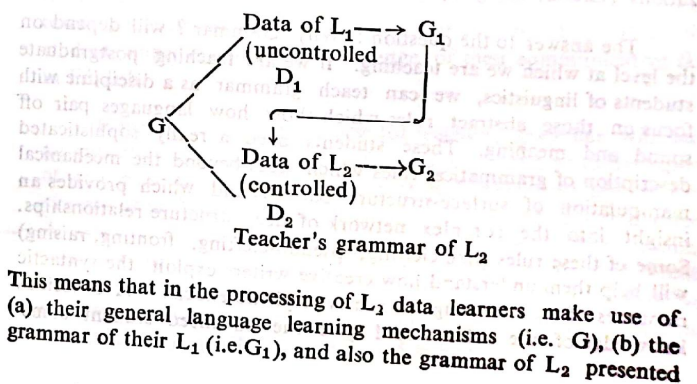 Data of L₁ → G₁
(uncontrolled
D₁
G
Data of L₂ → G₂
(controlled)
D₂
Teacher's grammar of L₂
This means that in the processing of L₂ data learners make use of:
(a) their general language learning mechanisms (i.e. G), (b) the
grammar of their L₁ (i.e.G₁), and also the grammar of L₂ presented